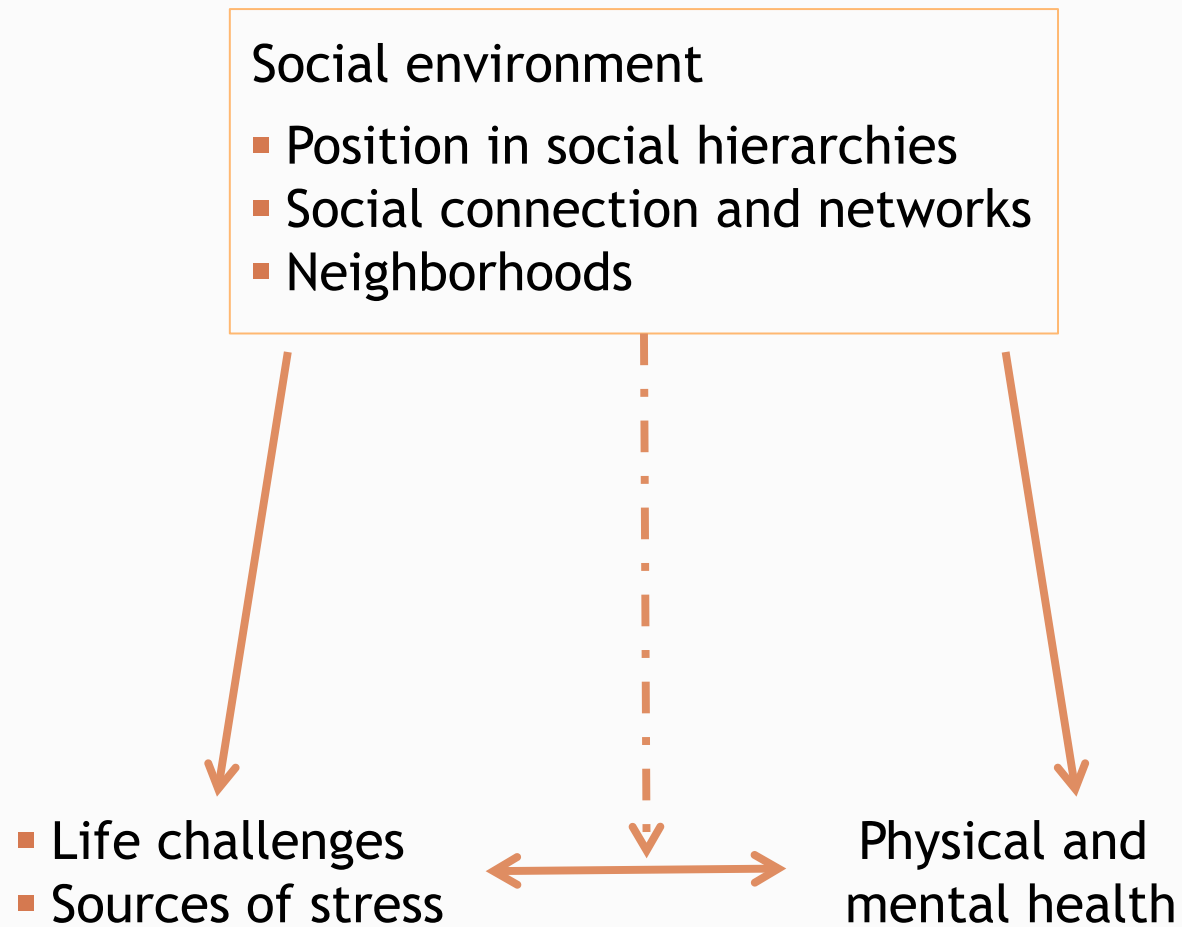 Social environment
▪ Position in social hierarchies
▪ Social connection and networks
▪ Neighborhoods
▪ Life challenges
▪ Sources of stress
Physical and
mental health